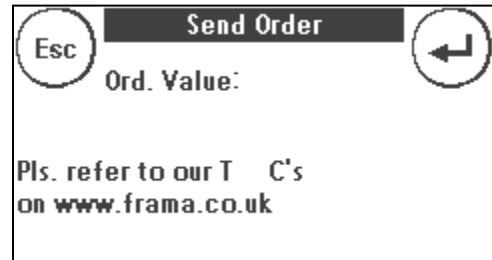 Send Order
Esc
Ord. Value:
Pls. refer to our T C's
on www.frama.co.uk